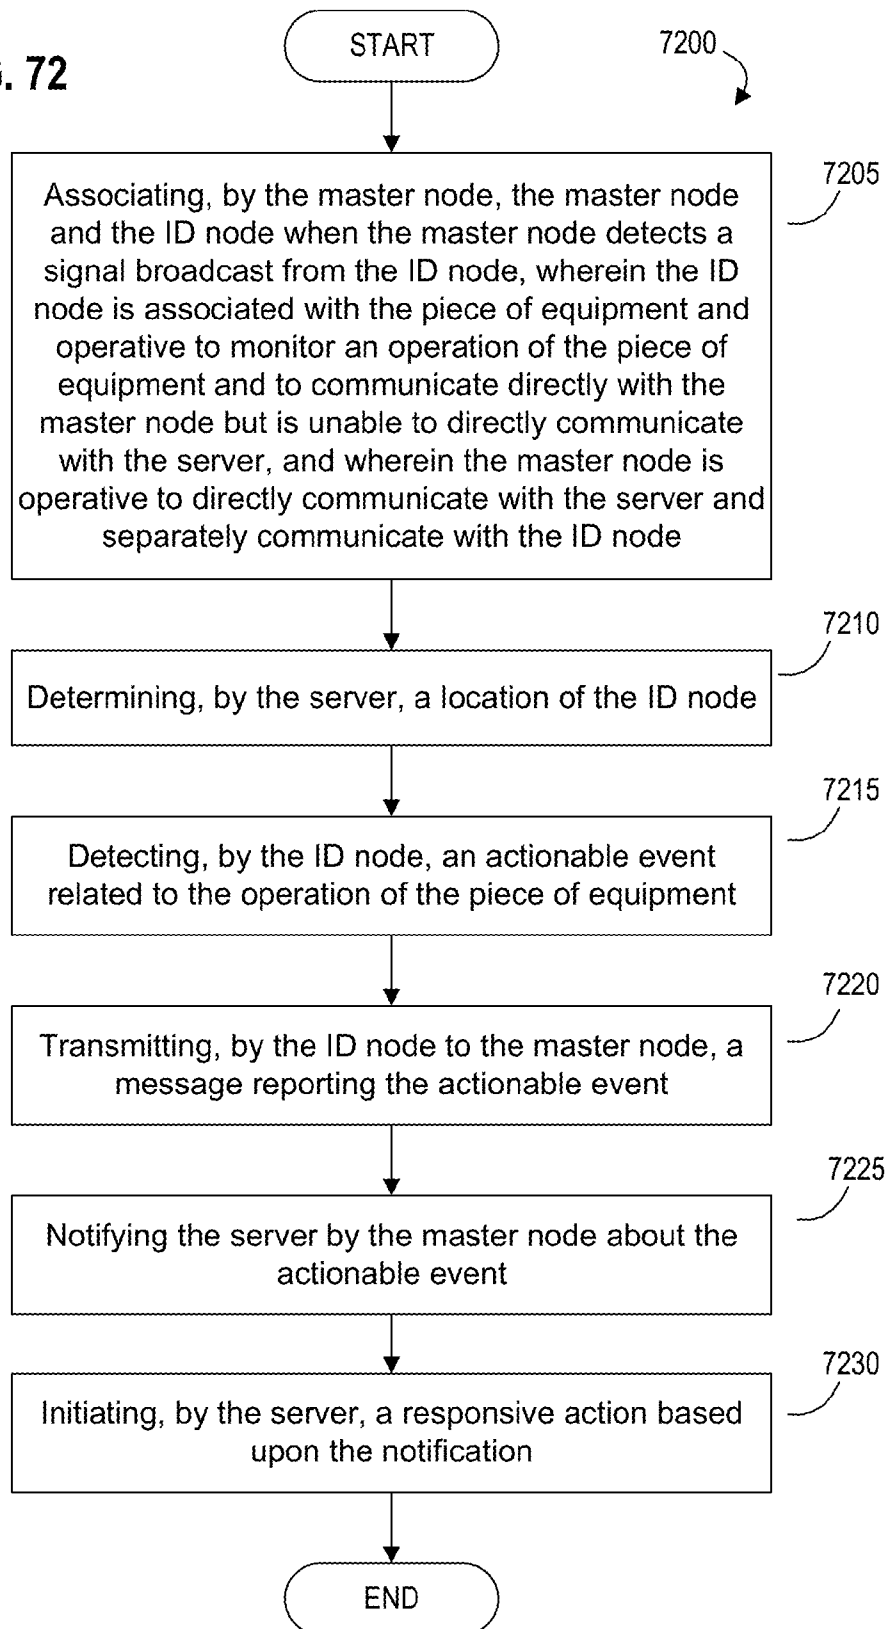 START
7200
. 72
7205
Associating, by the master node, the master node
and the ID node when the master node detects a
signal broadcast from the ID node, wherein the ID
node is associated with the piece of equipment and
operative to monitor an operation of the piece of
equipment and to communicate directly with the
master node but is unable to directly communicate
with the server, and wherein the master node is
operative to directly communicate with the server and
separately communicate with the ID node
7210
Determining, by the server, a location of the ID node
7215
Detecting, by the ID node, an actionable event
related to the operation of the piece of equipment
7220
Transmitting, by the ID node to the master node, a
message reporting the actionable event
7225
Notifying the server by the master node about the
actionable event
7230
Initiating, by the server, a responsive action based
upon the notification
END